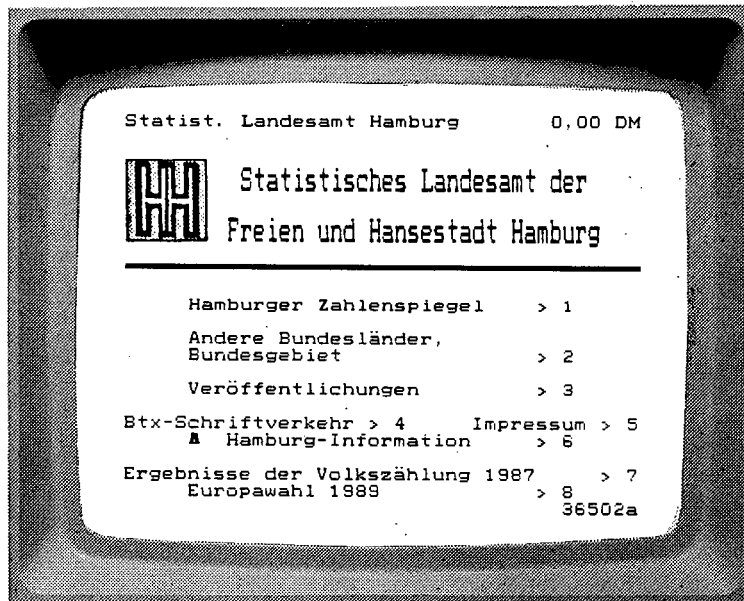 Statist. Landesamt Hamburg 0,00 DM
HH
Statistisches Landesamt der
Freien und Hansestadt Hamburg
Hamburger Zahlenspiegel > 1
Andere Bundesländer,
Bundesgebiet > 2
Veröffentlichungen > 3
Btx-Schriftverkehr > 4 Impressum > 5
A Hamburg-Information > 6
Ergebnisse der Volkszählung 1987 > 7
Europawahl 1989 > 8
36502a